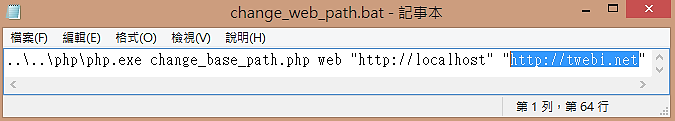 change_web_path.bat - 記事本
檔案(F) 編輯(E) 格式(O) 檢視(V) 說明(H)
..\..\php\php.exe change_base_path.php web "http://localhost" "http://twebi.net"
第 1 列，第 64 行